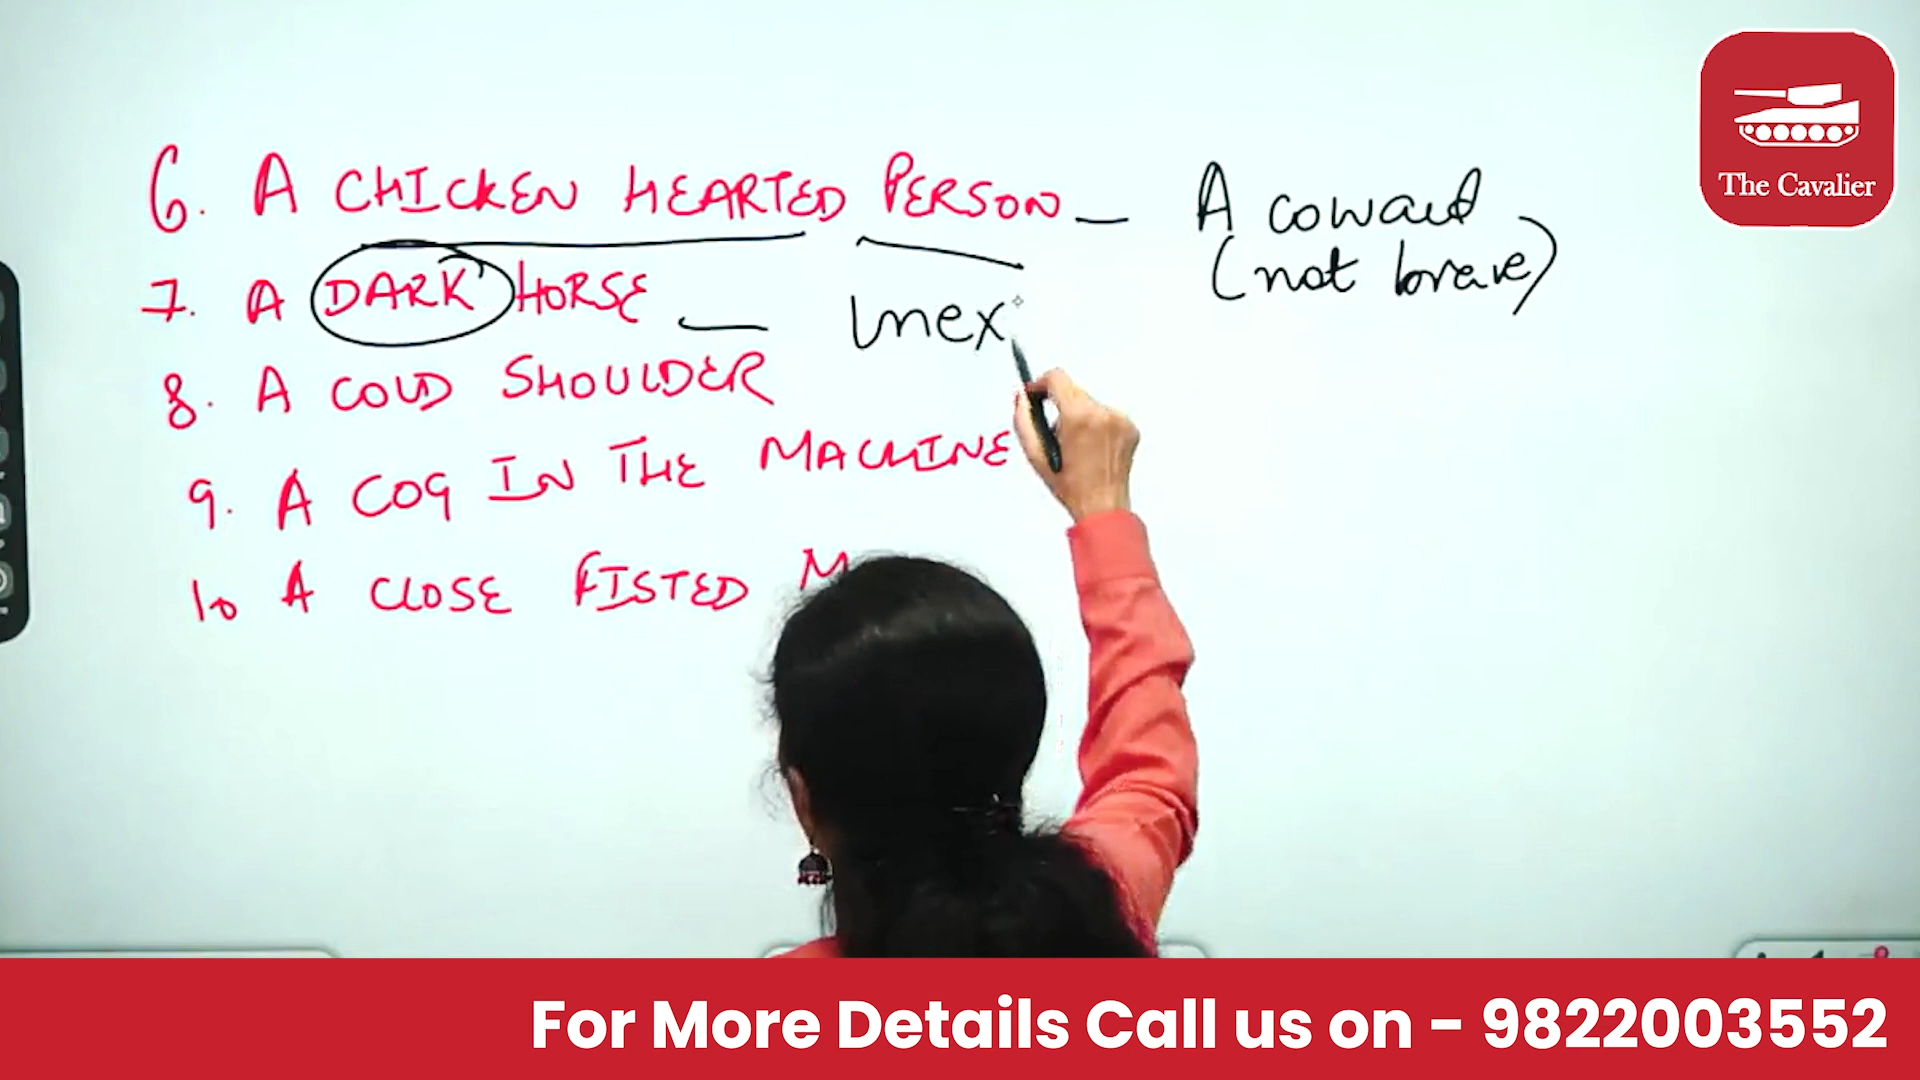 6. A CHICKEN HEARTED PERSON — A coward
(not brave)
7. A DARK HORSE — Unex
8. A COLD SHOULDER
9. A COG IN THE MACHINE
10 A CLOSE FISTED M
The Cavalier
For More Details Call us on - 9822003552